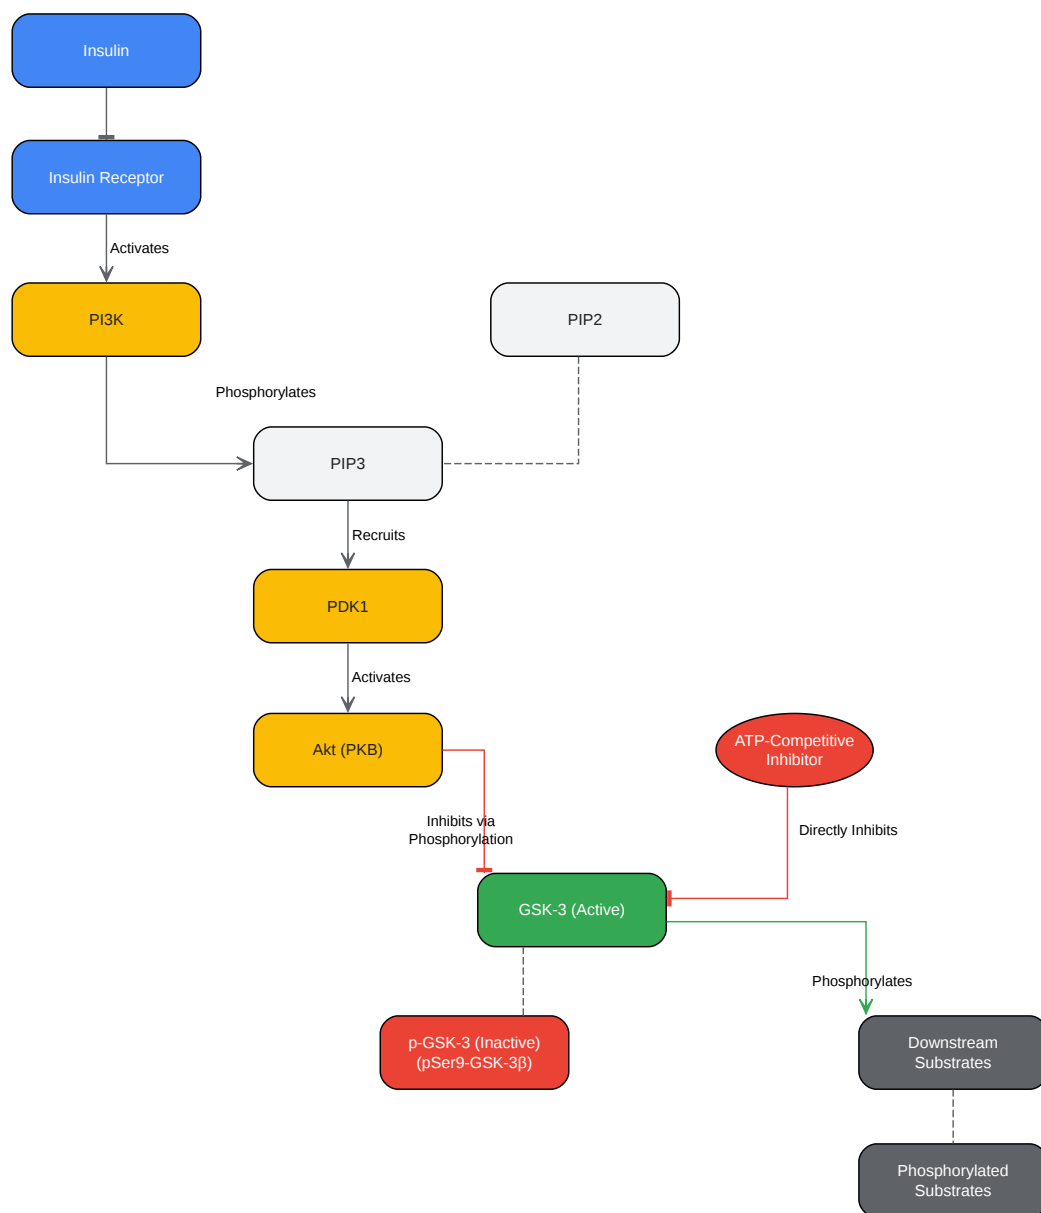 Insulin
Insulin Receptor
Activates
PI3K
PIP2
Phosphorylates
PIP3
Recruits
PDK1
Activates
Akt (PKB)
ATP-Competitive
Inhibitor
Inhibits via
Phosphorylation
Directly Inhibits
GSK-3 (Active)
Phosphorylates
p-GSK-3 (Inactive)
(pSer9-GSK-3β)
Downstream
Substrates
Phosphorylated
Substrates